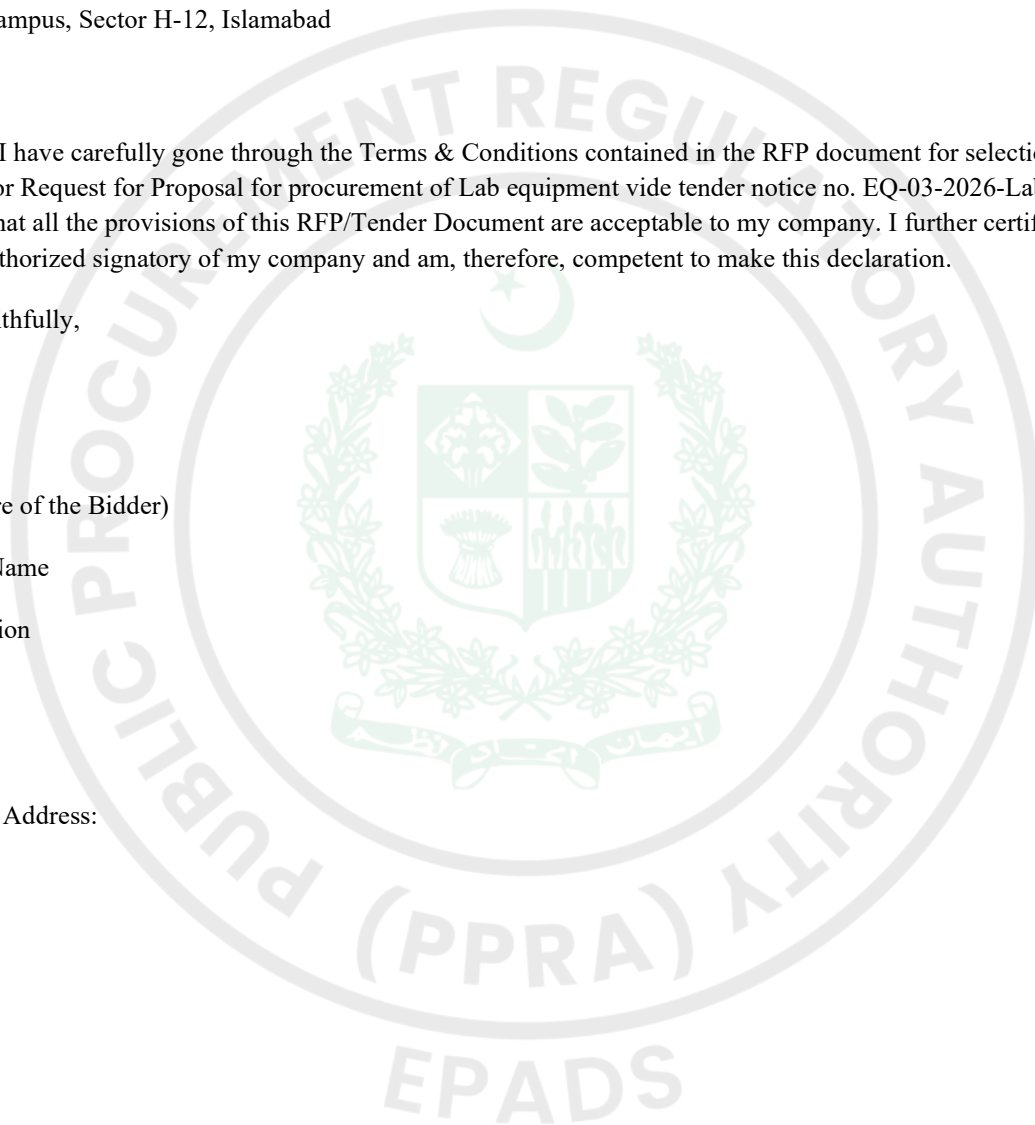 ampus, Sector H-12, Islamabad
I have carefully gone through the Terms & Conditions contained in the RFP document for selectio
or Request for Proposal for procurement of Lab equipment vide tender notice no. EQ-03-2026-La
hat all the provisions of this RFP/Tender Document are acceptable to my company. I further certif
thorized signatory of my company and am, therefore, competent to make this declaration.
thfully,
re of the Bidder)
Name
ion
Address:
PUBLIC PROCUREMENT REGULATORY AUTHORITY
(PPRA)
EPADS